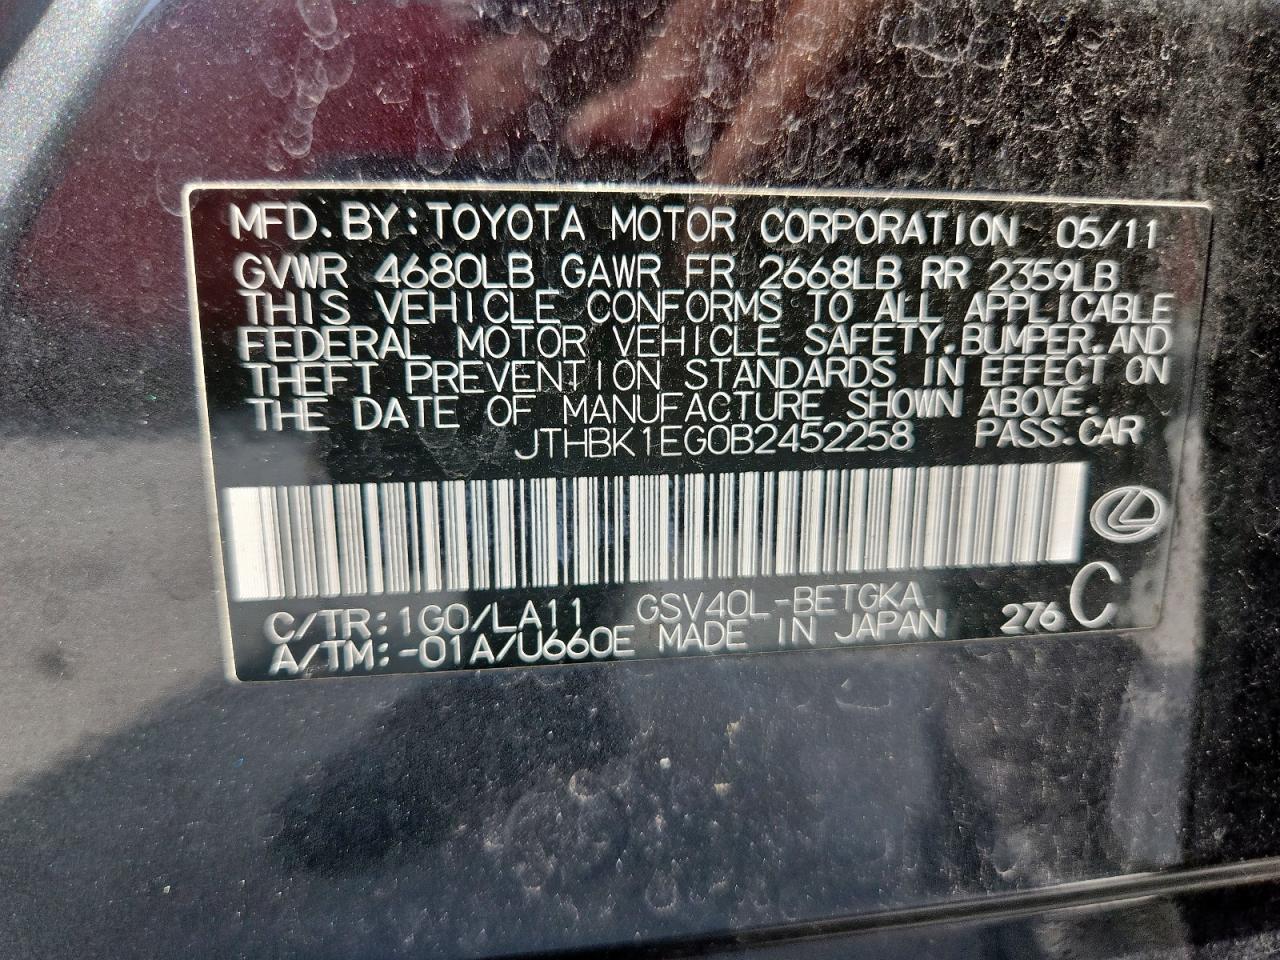 MFD. BY: TOYOTA MOTOR CORPORATION 05/11
GVWR 4680LB GAWR FR 2668LB RR 2359LB
THIS VEHICLE CONFORMS TO ALL APPLICABLE
FEDERAL MOTOR VEHICLE SAFETY, BUMPER, AND
THEFT PREVENTION STANDARDS IN EFFECT ON
THE DATE OF MANUFACTURE SHOWN ABOVE.
JTHBK1EG0B2452258 PASS. CAR
C/TR: 1G0/LA11 GSV40L-BETGKA
A/TM: -01A/U660E MADE IN JAPAN 276 C